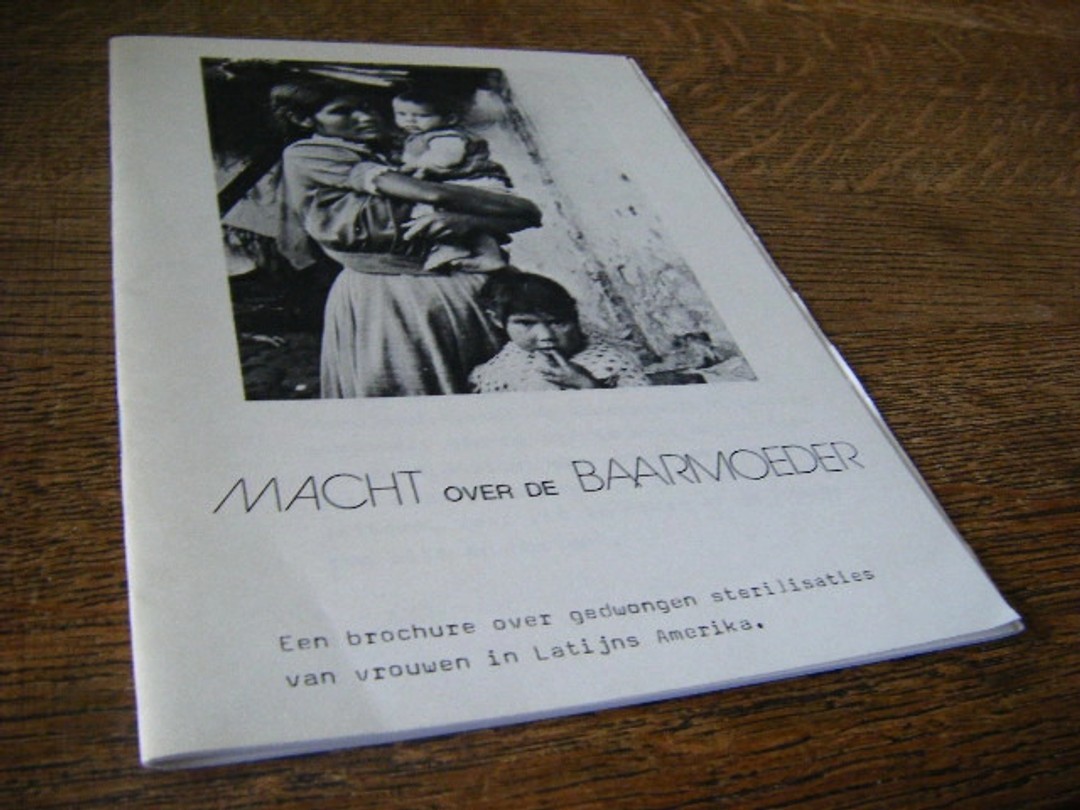 MACHT OVER DE BAARMOEDER
Een brochure over gedwongen sterilisaties
van vrouwen in Latijns Amerika.